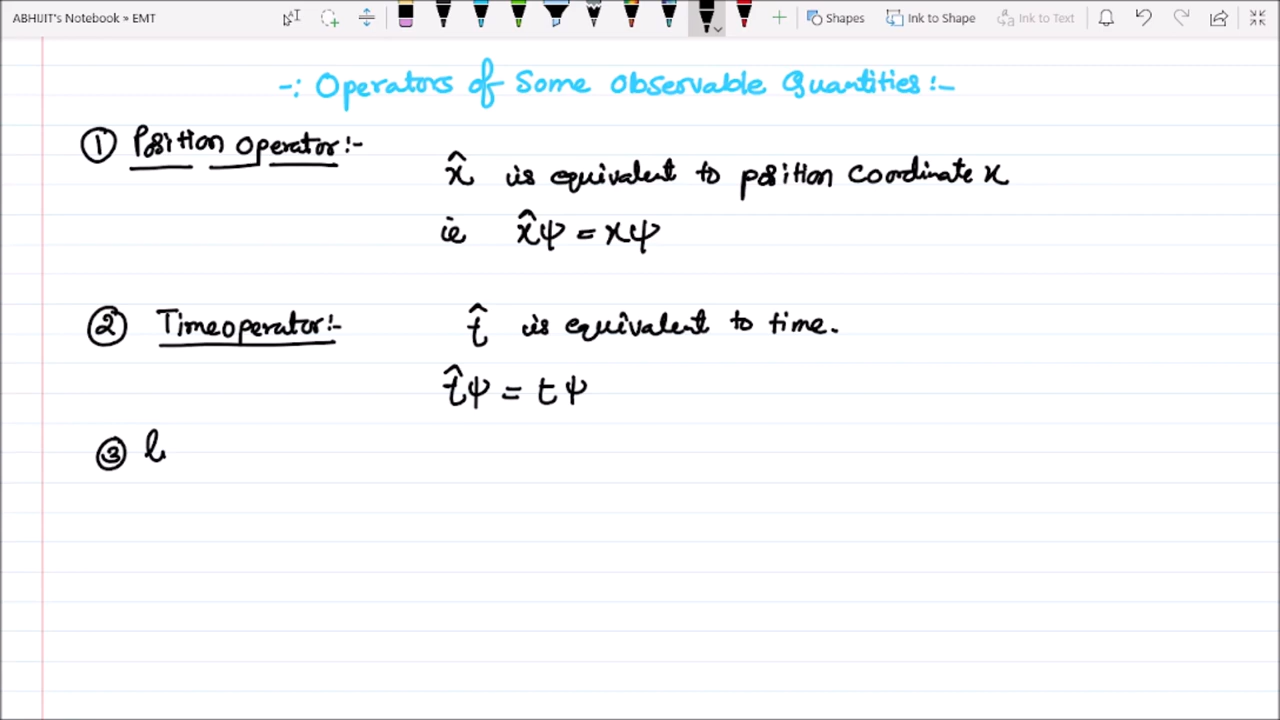 ABHIJIT's Notebook » EMT
Shapes Ink to Shape Ink to Text
-: Operators of Some Observable Quantities:-
① Position operator:-
x̂ is equivalent to position coordinate x
ie x̂ψ = xψ
② Time operator:- t̂ is equivalent to time.
t̂ψ = tψ
③